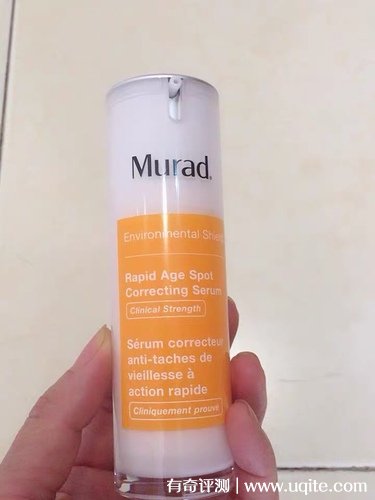 Murad.
Environmental Shield
Rapid Age Spot
Correcting Serum
Clinical Strength
Sérum correcteur
anti-taches de
vieillesse à
action rapide
Cliniquement prouvé
有奇评测 | www.uqite.com